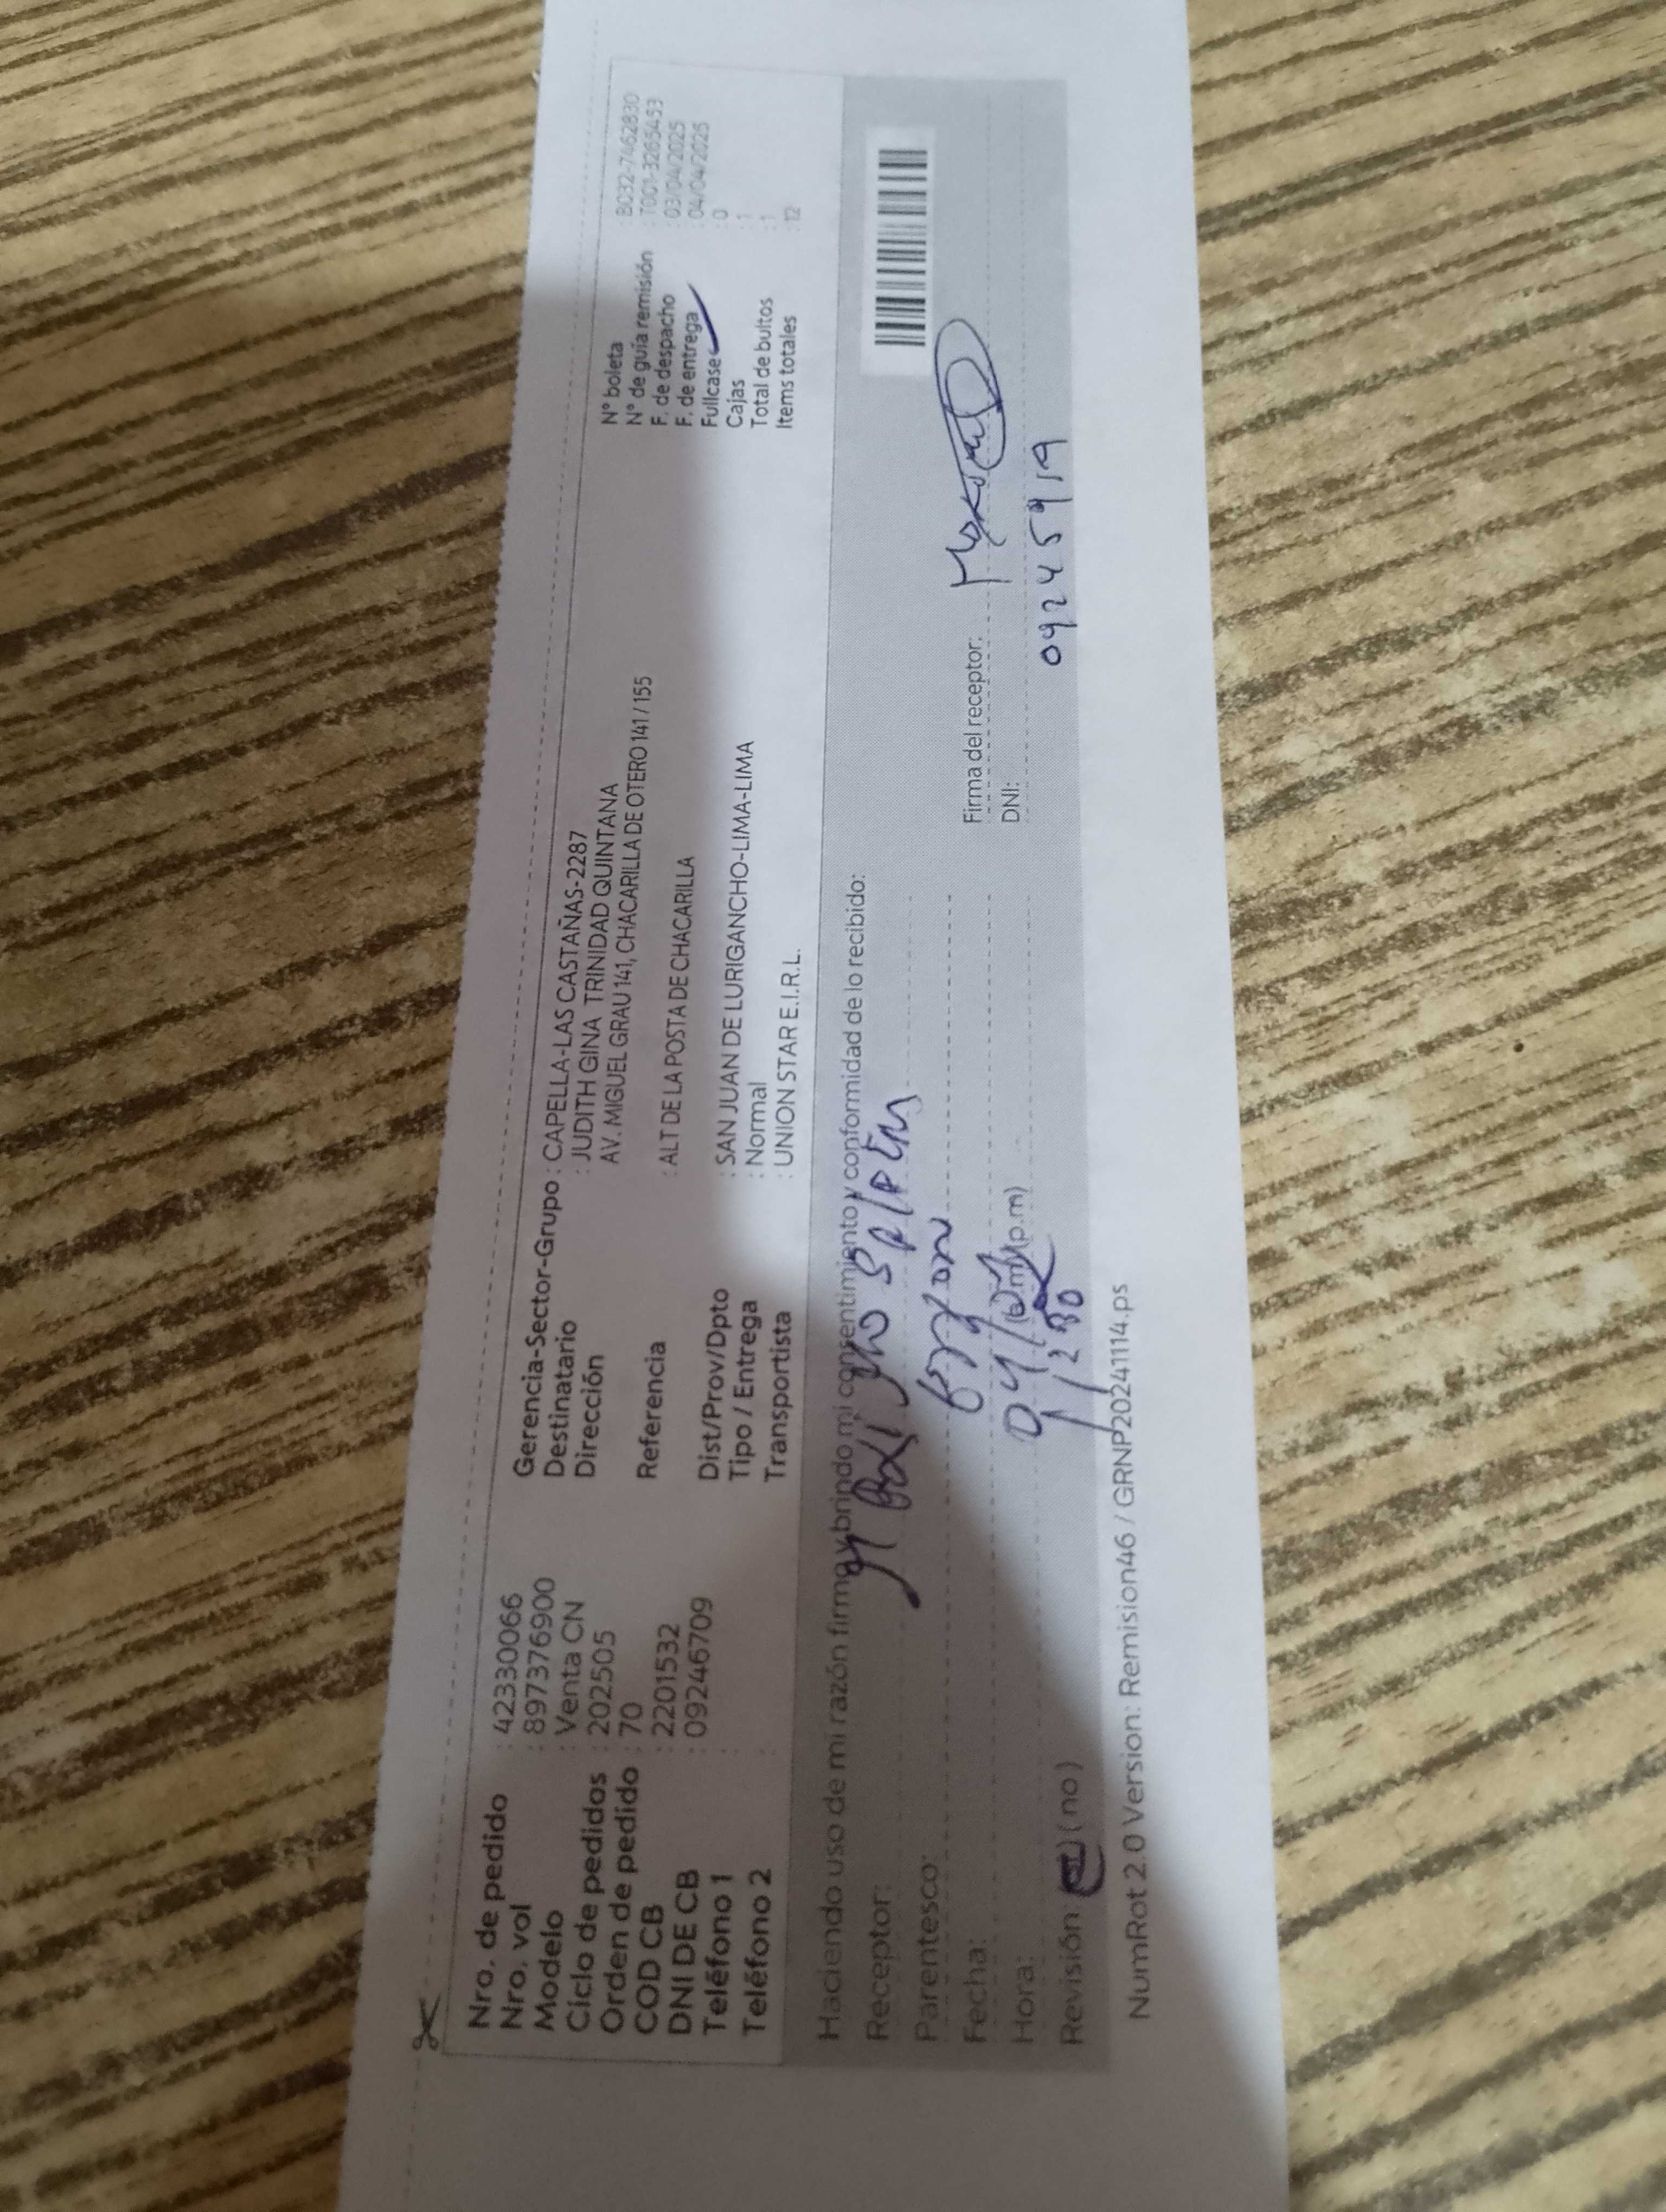 Nro. de pedido : 42330066
Nro. vol : 897376900
Modelo : Venta CN
Ciclo de pedidos : 202505
Orden de pedido : 70
COD CB : 2201532
DNI DE CB : 09246709
Teléfono 1 :
Teléfono 2 :
Gerencia-Sector-Grupo : CAPELLA-LAS CASTAÑAS-2287
Destinatario : JUDITH GINA TRINIDAD QUINTANA
Dirección AV. MIGUEL GRAU 141, CHACARILLA DE OTERO 141 / 155
Referencia : ALT DE LA POSTA DE CHACARILLA
Dist/Prov/Dpto : SAN JUAN DE LURIGANCHO-LIMA-LIMA
Tipo / Entrega : Normal
Transportista : UNION STAR E.I.R.L.
N° boleta : B032-7462830
N° de guía remisión : T001-3265453
F. de despacho : 03/04/2025
F. de entrega : 04/04/2025
Fullcase : 0
Cajas : 1
Total de bultos : 1
Items totales : 12
Haciendo uso de mi razón firmo y brindo mi consentimiento y conformidad de lo recibido:
Receptor:
Parentesco:
Fecha: 04/
Hora: (a.m) (p.m)
Revisión (si) (no)
Firma del receptor:
DNI: 09245919
NumRot 2.0 Version: Remision46 / GRNP20241114.ps